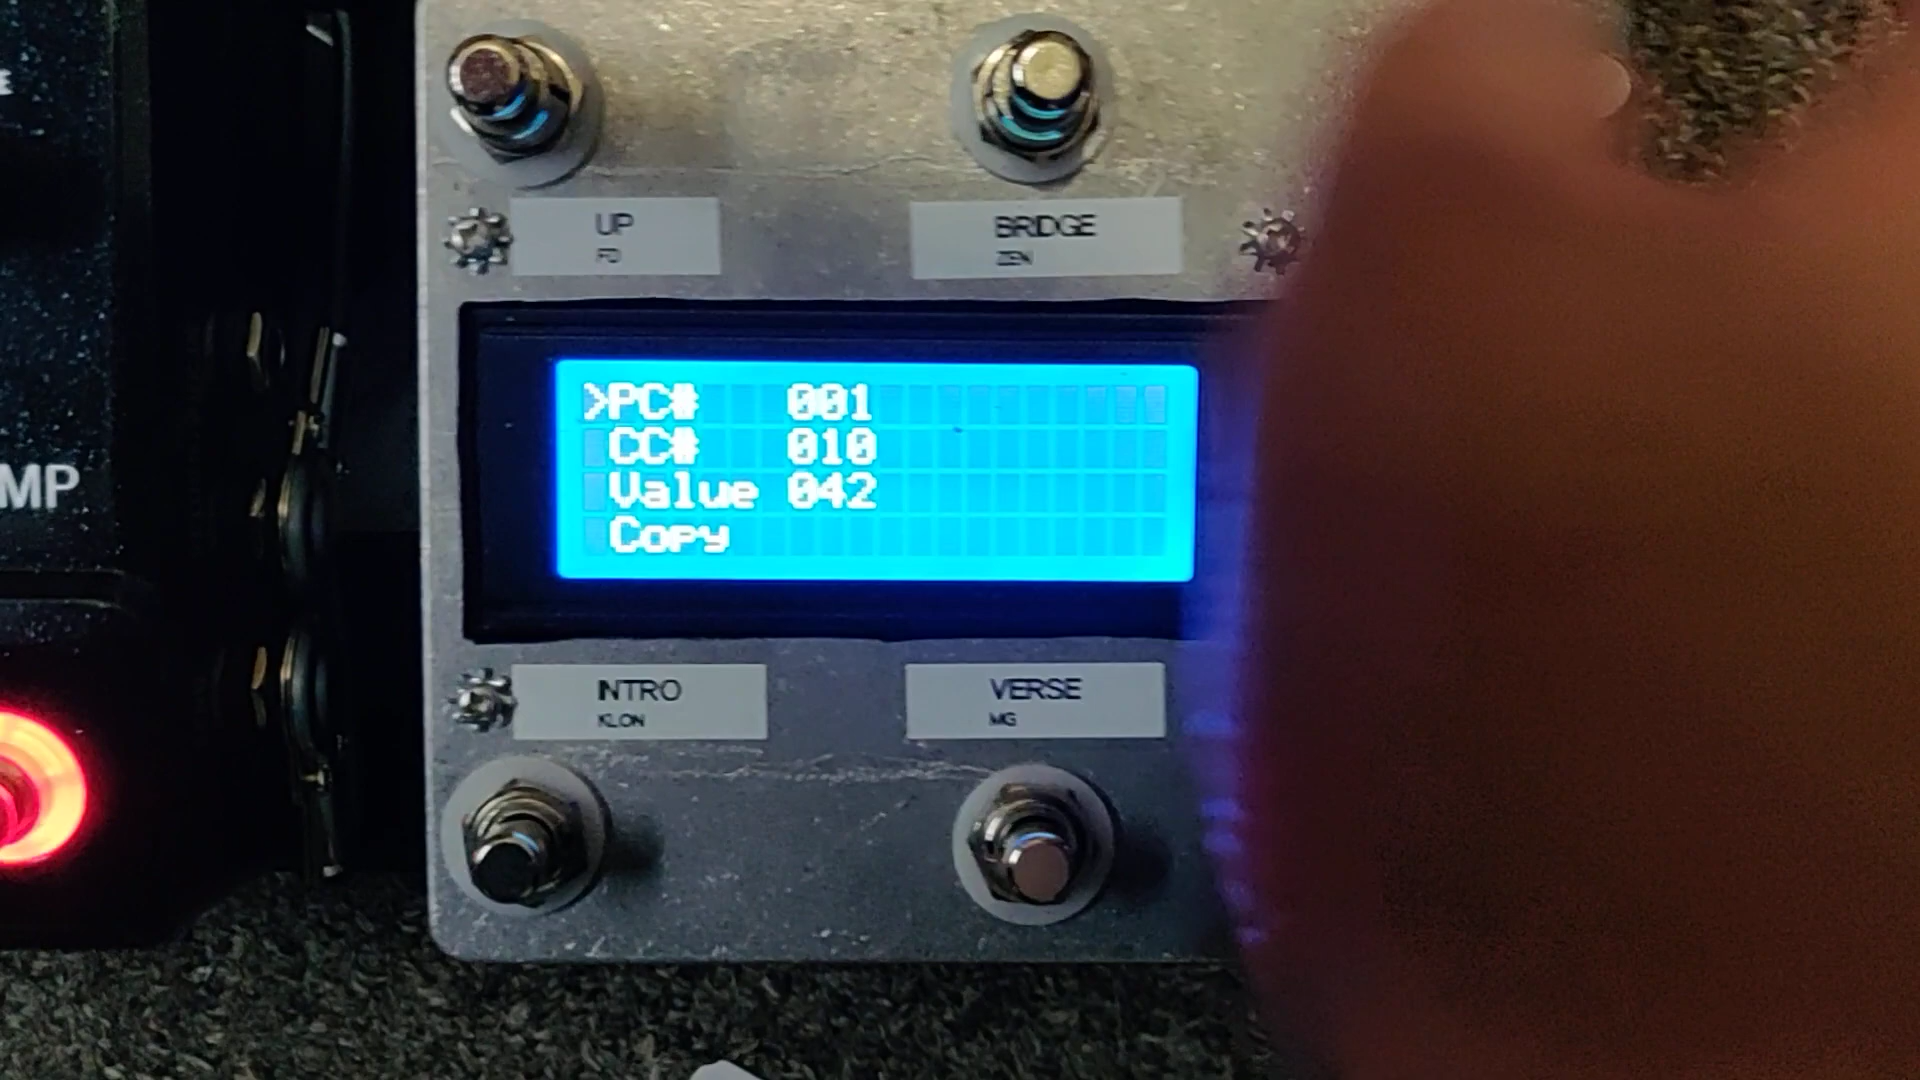 UP
FD
BRIDGE
ZEN
>PC# 001
CC# 010
Value 042
Copy
MP
INTRO
KLON
VERSE
MG